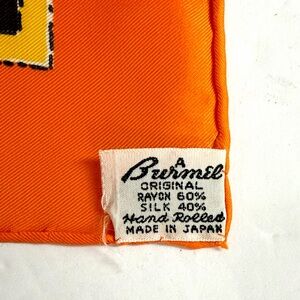 A
Burmel
ORIGINAL
RAYON 60%
SILK 40%
Hand Rolled
MADE IN JAPAN